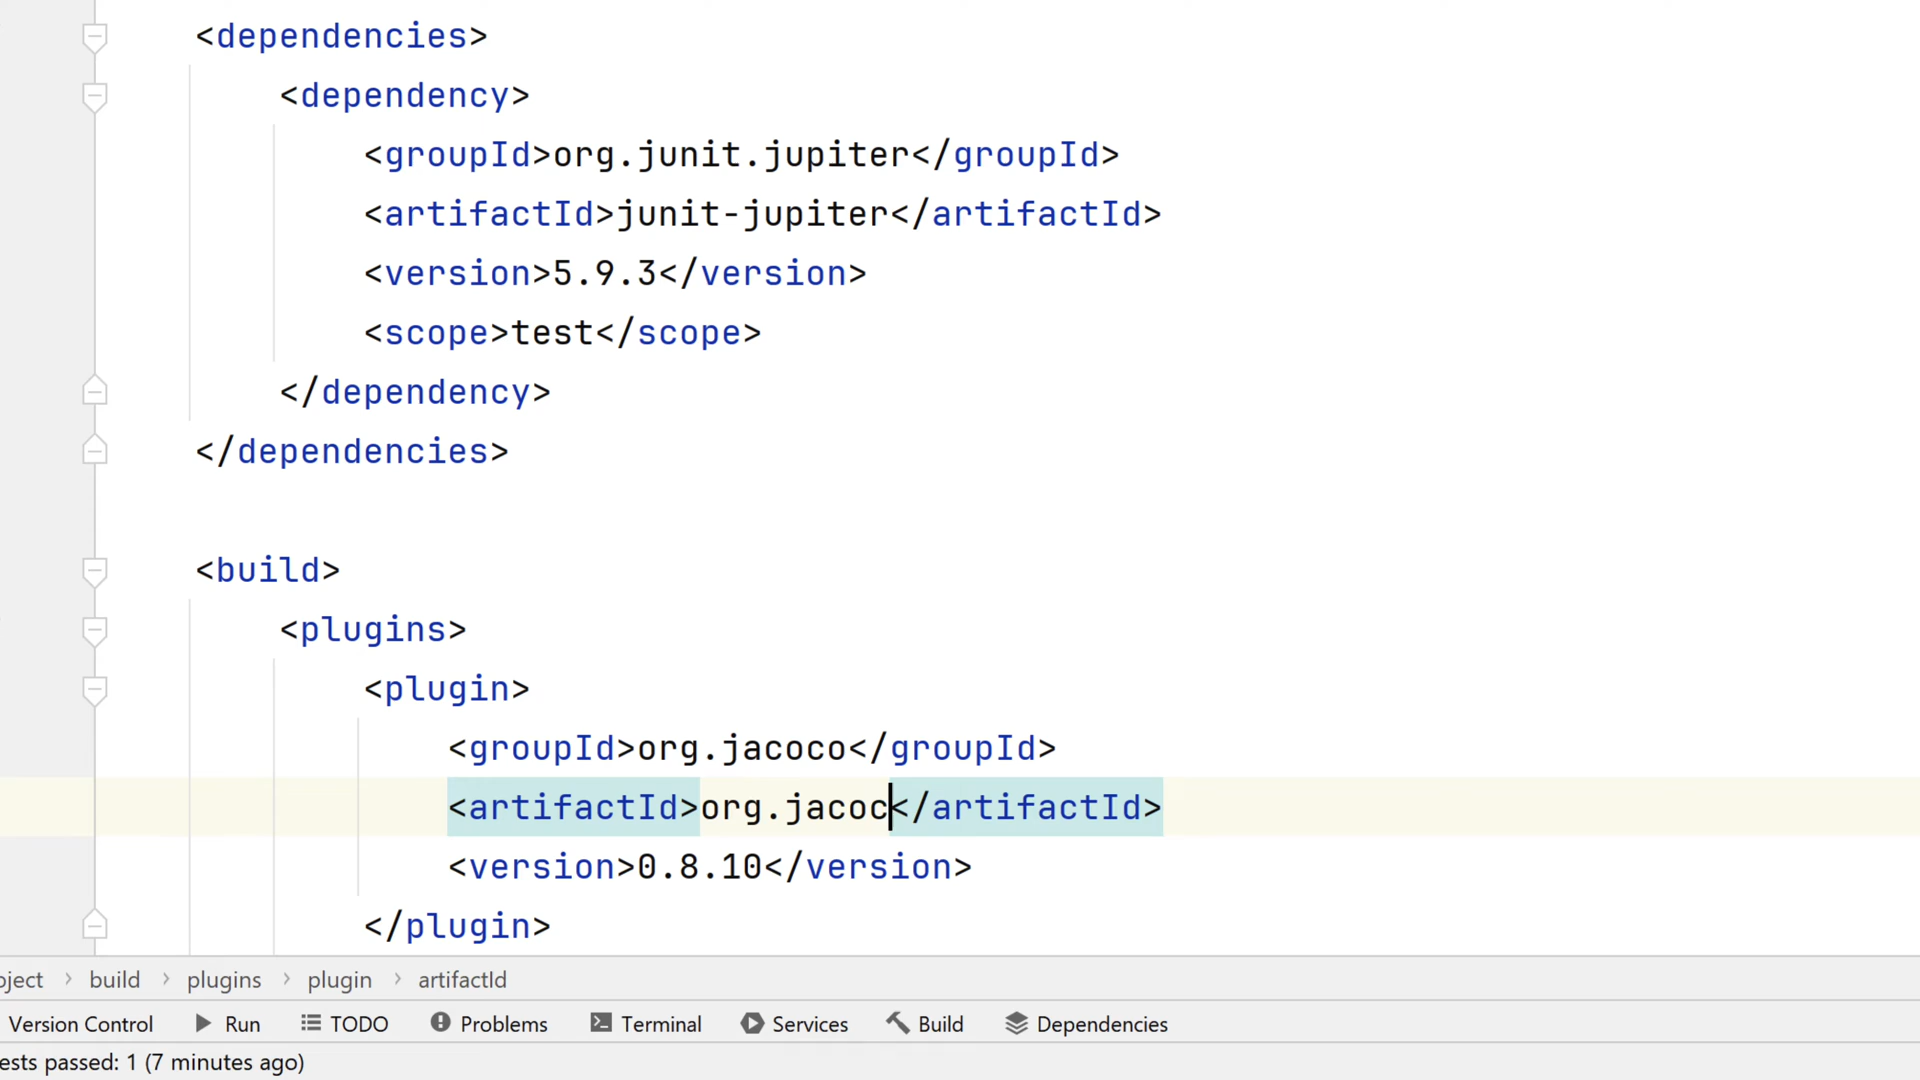 <dependencies>
<dependency>
<groupId>org.junit.jupiter</groupId>
<artifactId>junit-jupiter</artifactId>
<version>5.9.3</version>
<scope>test</scope>
</dependency>
</dependencies>
<build>
<plugins>
<plugin>
<groupId>org.jacoco</groupId>
<artifactId>org.jacoc</artifactId>
<version>0.8.10</version>
</plugin>
oject > build > plugins > plugin > artifactId
Version Control Run TODO Problems Terminal Services Build Dependencies
ests passed: 1 (7 minutes ago)